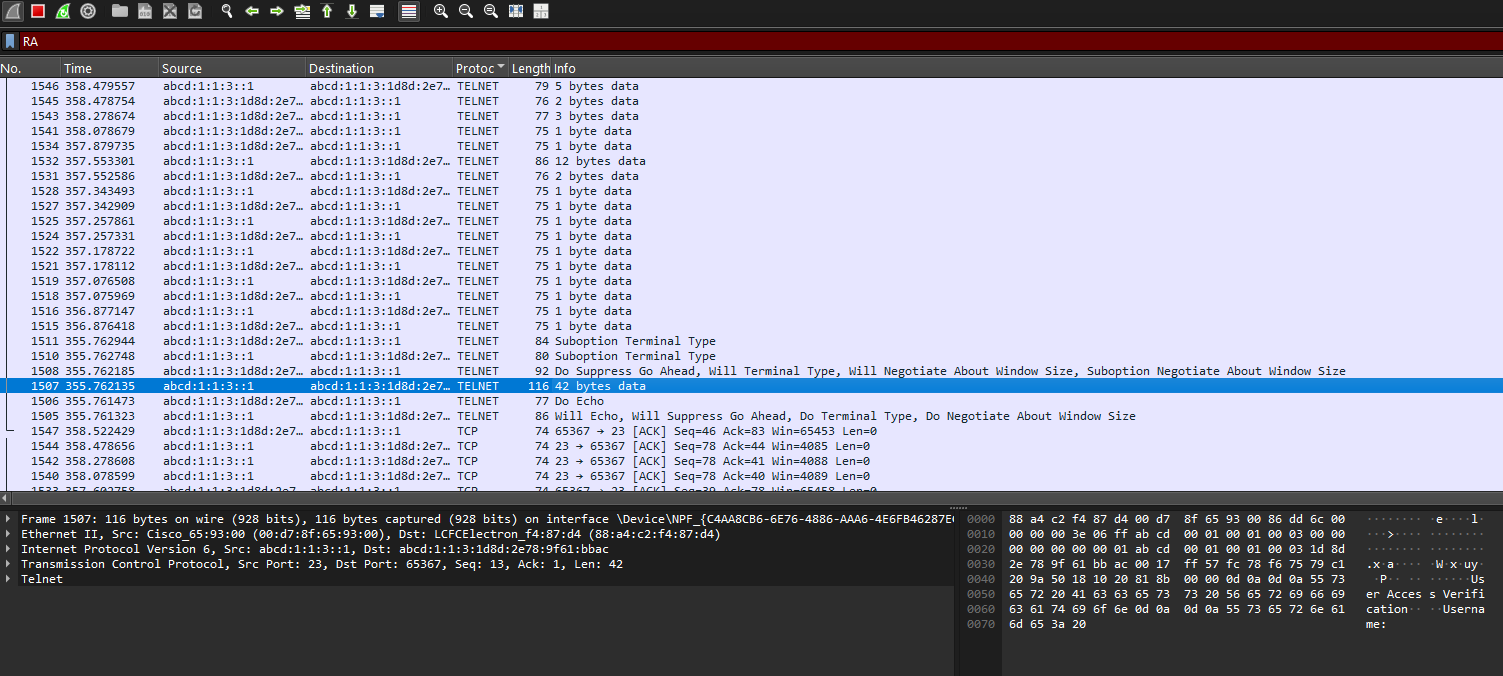 RA
No. Time Source Destination Protoc Length Info
1546 358.479557 abcd:1:1:3::1 abcd:1:1:3:1d8d:2e7… TELNET 79 5 bytes data
1545 358.478754 abcd:1:1:3:1d8d:2e7… abcd:1:1:3::1 TELNET 76 2 bytes data
1543 358.278674 abcd:1:1:3:1d8d:2e7… abcd:1:1:3::1 TELNET 77 3 bytes data
1541 358.078679 abcd:1:1:3:1d8d:2e7… abcd:1:1:3::1 TELNET 75 1 byte data
1534 357.879735 abcd:1:1:3:1d8d:2e7… abcd:1:1:3::1 TELNET 75 1 byte data
1532 357.553301 abcd:1:1:3::1 abcd:1:1:3:1d8d:2e7… TELNET 86 12 bytes data
1531 357.552586 abcd:1:1:3:1d8d:2e7… abcd:1:1:3::1 TELNET 76 2 bytes data
1528 357.343493 abcd:1:1:3::1 abcd:1:1:3:1d8d:2e7… TELNET 75 1 byte data
1527 357.342909 abcd:1:1:3:1d8d:2e7… abcd:1:1:3::1 TELNET 75 1 byte data
1525 357.257861 abcd:1:1:3::1 abcd:1:1:3:1d8d:2e7… TELNET 75 1 byte data
1524 357.257331 abcd:1:1:3:1d8d:2e7… abcd:1:1:3::1 TELNET 75 1 byte data
1522 357.178722 abcd:1:1:3::1 abcd:1:1:3:1d8d:2e7… TELNET 75 1 byte data
1521 357.178112 abcd:1:1:3:1d8d:2e7… abcd:1:1:3::1 TELNET 75 1 byte data
1519 357.076508 abcd:1:1:3::1 abcd:1:1:3:1d8d:2e7… TELNET 75 1 byte data
1518 357.075969 abcd:1:1:3:1d8d:2e7… abcd:1:1:3::1 TELNET 75 1 byte data
1516 356.877147 abcd:1:1:3::1 abcd:1:1:3:1d8d:2e7… TELNET 75 1 byte data
1515 356.876418 abcd:1:1:3:1d8d:2e7… abcd:1:1:3::1 TELNET 75 1 byte data
1511 355.762944 abcd:1:1:3:1d8d:2e7… abcd:1:1:3::1 TELNET 84 Suboption Terminal Type
1510 355.762748 abcd:1:1:3::1 abcd:1:1:3:1d8d:2e7… TELNET 80 Suboption Terminal Type
1508 355.762185 abcd:1:1:3:1d8d:2e7… abcd:1:1:3::1 TELNET 92 Do Suppress Go Ahead, Will Terminal Type, Will Negotiate About Window Size, Suboption Negotiate About Window Size
1507 355.762135 abcd:1:1:3::1 abcd:1:1:3:1d8d:2e7… TELNET 116 42 bytes data
1506 355.761473 abcd:1:1:3:1d8d:2e7… abcd:1:1:3::1 TELNET 77 Do Echo
1505 355.761323 abcd:1:1:3::1 abcd:1:1:3:1d8d:2e7… TELNET 86 Will Echo, Will Suppress Go Ahead, Do Terminal Type, Do Negotiate About Window Size
1547 358.522429 abcd:1:1:3:1d8d:2e7… abcd:1:1:3::1 TCP 74 65367 → 23 [ACK] Seq=46 Ack=83 Win=65453 Len=0
1544 358.478656 abcd:1:1:3::1 abcd:1:1:3:1d8d:2e7… TCP 74 23 → 65367 [ACK] Seq=78 Ack=44 Win=4085 Len=0
1542 358.278608 abcd:1:1:3::1 abcd:1:1:3:1d8d:2e7… TCP 74 23 → 65367 [ACK] Seq=78 Ack=41 Win=4088 Len=0
1540 358.078599 abcd:1:1:3::1 abcd:1:1:3:1d8d:2e7… TCP 74 23 → 65367 [ACK] Seq=78 Ack=40 Win=4089 Len=0
Frame 1507: 116 bytes on wire (928 bits), 116 bytes captured (928 bits) on interface \Device\NPF_{C4AA8CB6-6E76-4886-AAA6-4E6FB46287E
Ethernet II, Src: Cisco_65:93:00 (00:d7:8f:65:93:00), Dst: LCFCElectron_f4:87:d4 (88:a4:c2:f4:87:d4)
Internet Protocol Version 6, Src: abcd:1:1:3::1, Dst: abcd:1:1:3:1d8d:2e78:9f61:bbac
Transmission Control Protocol, Src Port: 23, Dst Port: 65367, Seq: 13, Ack: 1, Len: 42
Telnet
0000 88 a4 c2 f4 87 d4 00 d7 8f 65 93 00 86 dd 6c 00 ········ ·e····l·
0010 00 00 00 3e 06 ff ab cd 00 01 00 01 00 03 00 00 ···>···· ········
0020 00 00 00 00 00 01 ab cd 00 01 00 01 00 03 1d 8d ········ ········
0030 2e 78 9f 61 bb ac 00 17 ff 57 fc 78 f6 75 79 c1 .x·a···· ·W·x·uy·
0040 20 9a 50 18 10 20 81 8b 00 00 0d 0a 0d 0a 55 73 ·P·· ·· ······Us
0050 65 72 20 41 63 63 65 73 73 20 56 65 72 69 66 69 er Acces s Verifi
0060 63 61 74 69 6f 6e 0d 0a 0d 0a 55 73 65 72 6e 61 cation·· ··Userna
0070 6d 65 3a 20 me: